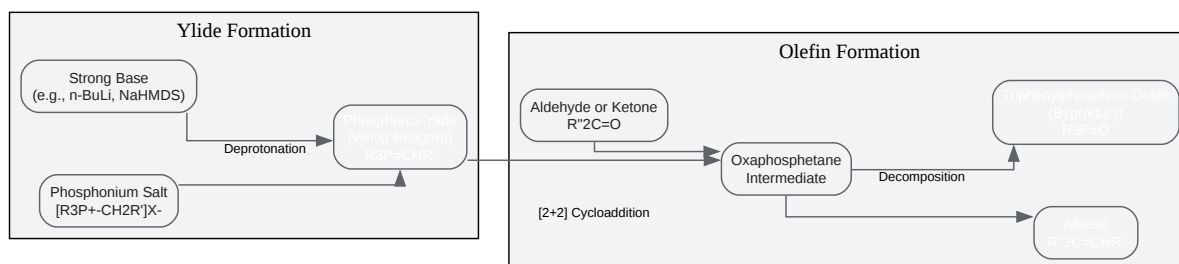 Ylide Formation
Strong Base
(e.g., n-BuLi, NaHMDS)
Deprotonation
Phosphorus Ylide
(Wittig Reagent)
R3P=CHR'
Phosphonium Salt
[R3P+-CH2R']X-
Olefin Formation
Aldehyde or Ketone
R"2C=O
[2+2] Cycloaddition
Oxaphosphetane
Intermediate
Decomposition
Triphenylphosphine Oxide
(Byproduct)
R3P=O
Alkene
R"2C=CHR'